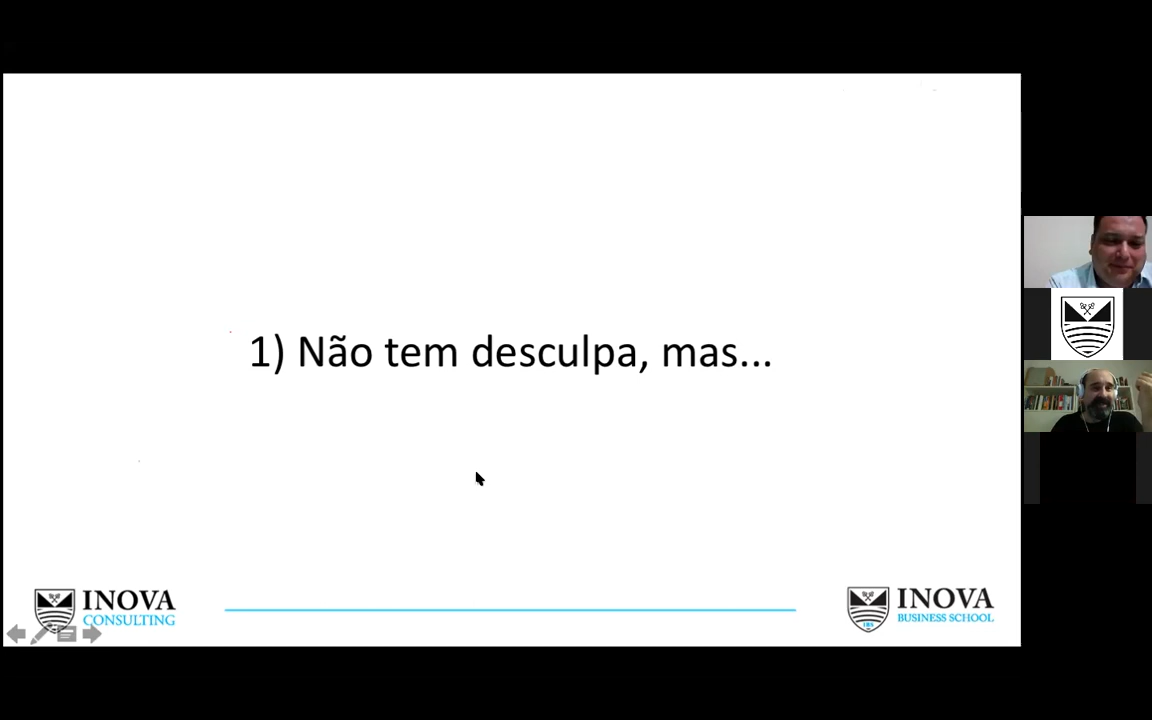 1) Não tem desculpa, mas...
INOVA
CONSULTING
INOVA
BUSINESS SCHOOL